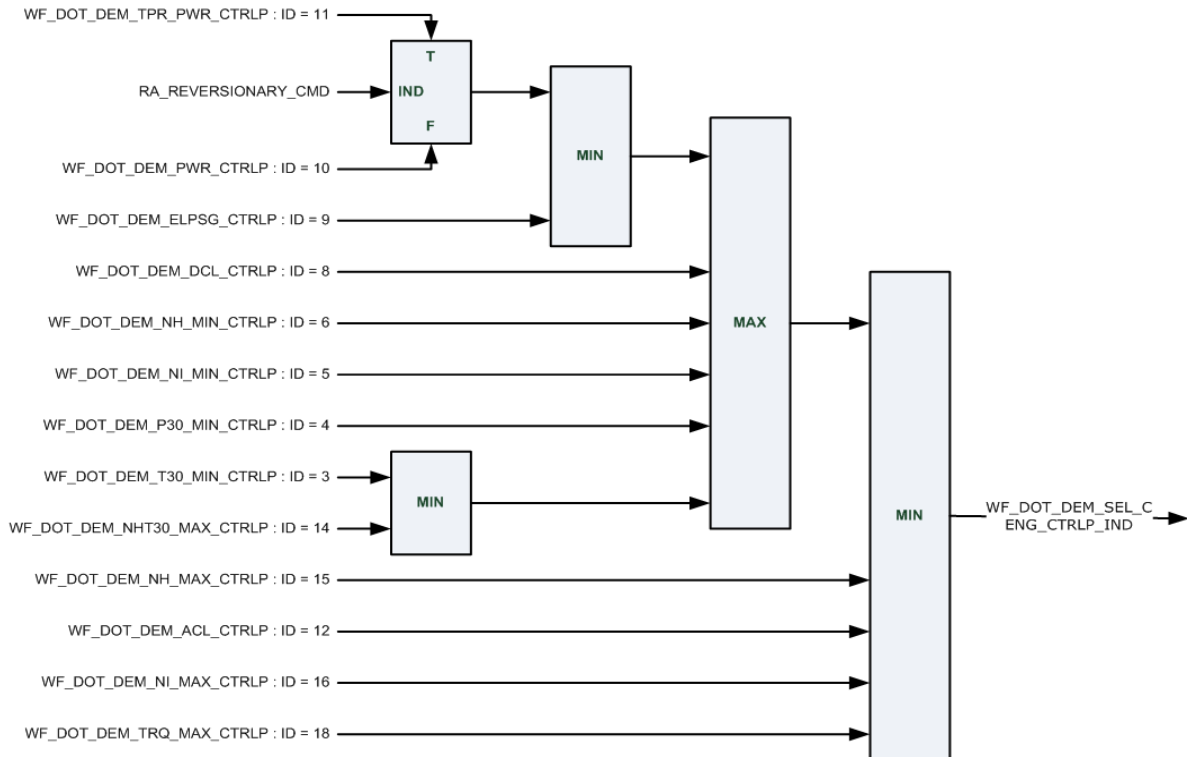 WF_DOT_DEM_TPR_PWR_CTRLP : ID = 11
T
RA_REVERSIONARY_CMD
IND
F
MIN
WF_DOT_DEM_PWR_CTRLP : ID = 10
WF_DOT_DEM_ELPSG_CTRLP : ID = 9
WF_DOT_DEM_DCL_CTRLP : ID = 8
WF_DOT_DEM_NH_MIN_CTRLP : ID = 6
MAX
WF_DOT_DEM_NI_MIN_CTRLP : ID = 5
WF_DOT_DEM_P30_MIN_CTRLP : ID = 4
WF_DOT_DEM_T30_MIN_CTRLP : ID = 3
MIN
WF_DOT_DEM_NHT30_MAX_CTRLP : ID = 14
MIN
WF_DOT_DEM_SEL_C
ENG_CTRLP_IND
WF_DOT_DEM_NH_MAX_CTRLP : ID = 15
WF_DOT_DEM_ACL_CTRLP : ID = 12
WF_DOT_DEM_NI_MAX_CTRLP : ID = 16
WF_DOT_DEM_TRQ_MAX_CTRLP : ID = 18